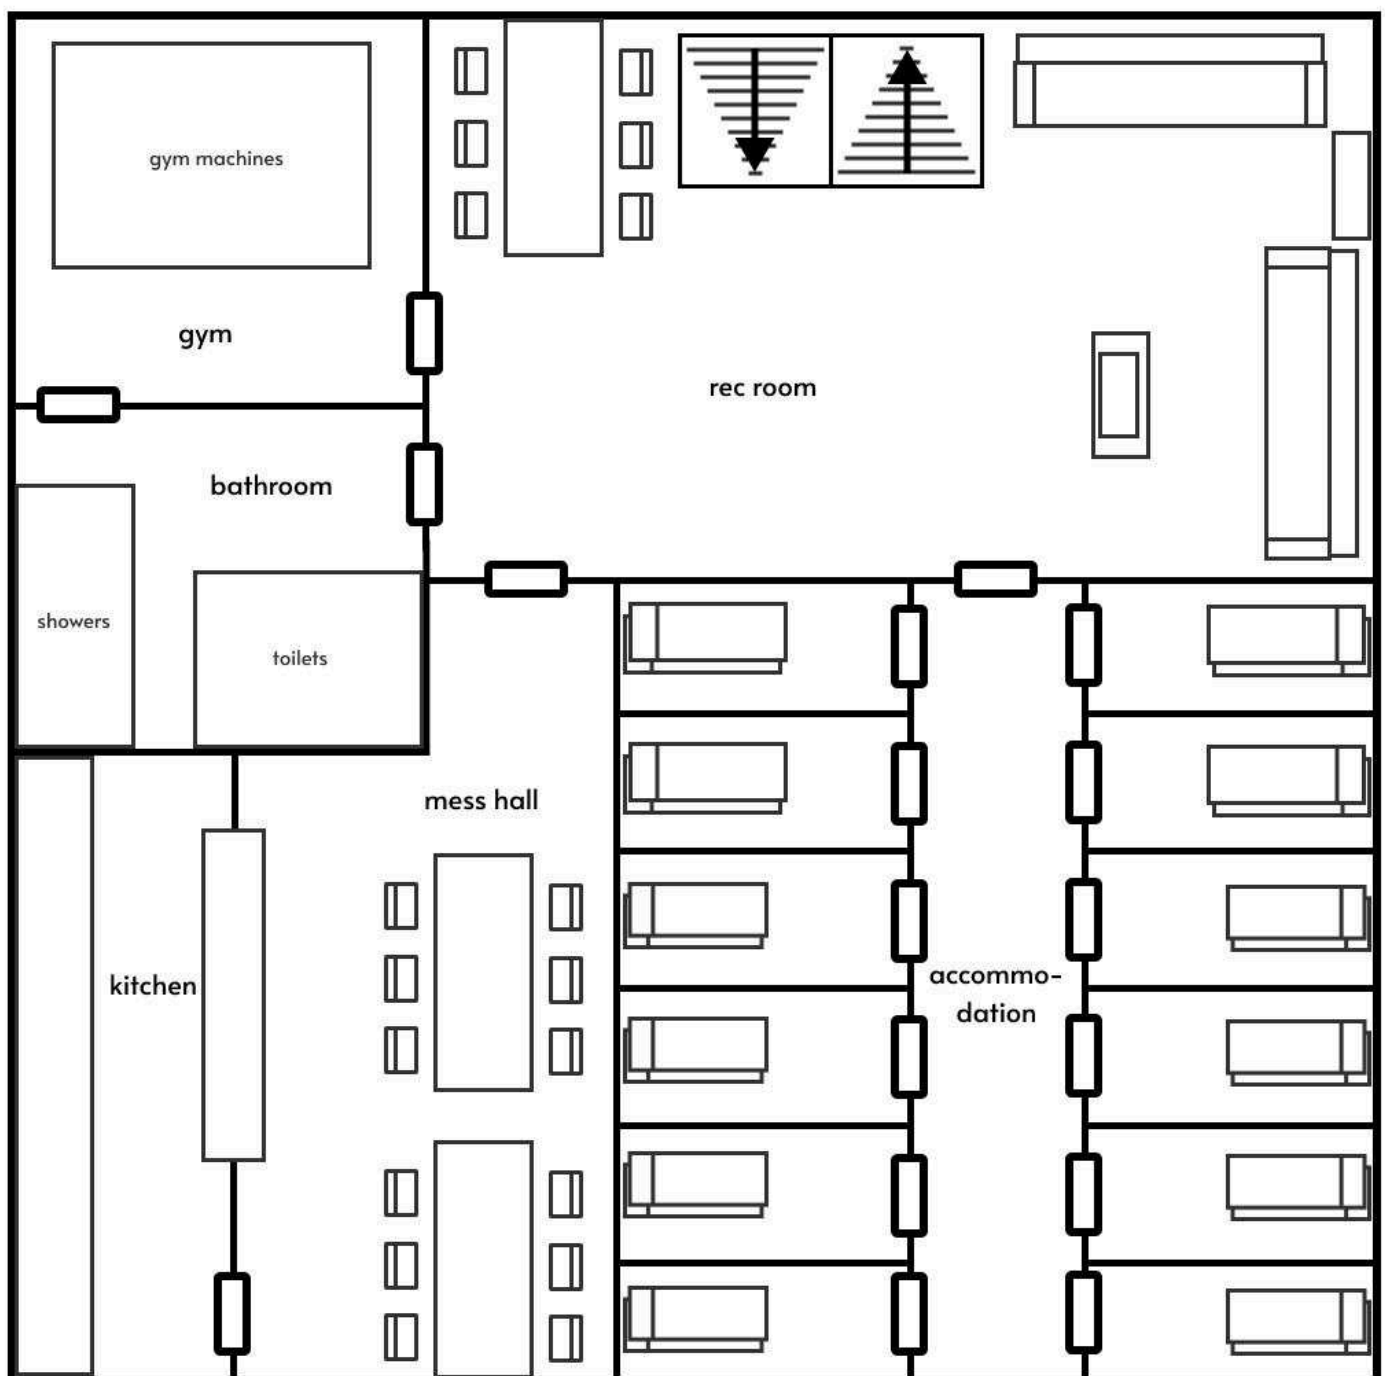 gym machines
gym
rec room
bathroom
showers
toilets
mess hall
kitchen
accommo-
dation